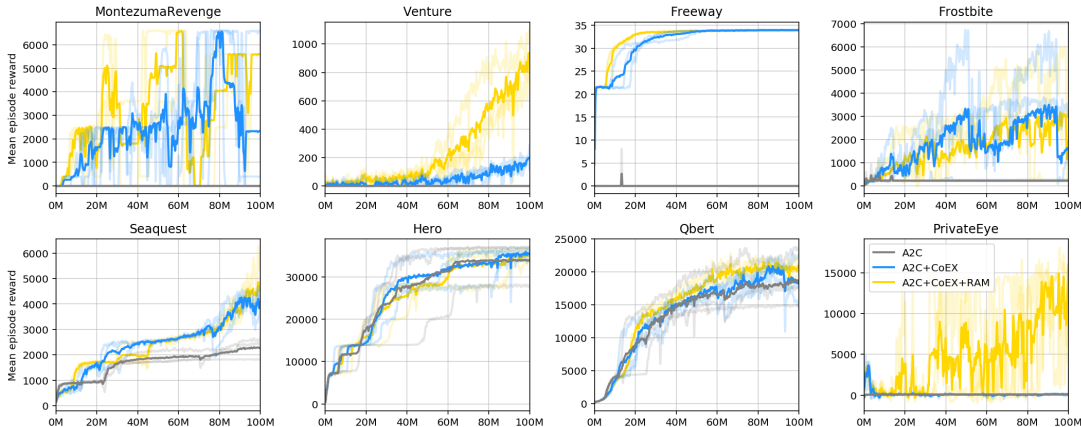 MontezumaRevenge
Venture
Freeway
Frostbite
Mean episode reward
6000
5000
4000
3000
2000
1000
0
0M 20M 40M 60M 80M 100M
1000
800
600
400
200
0
0M 20M 40M 60M 80M 100M
35
30
25
20
15
10
5
0
0M 20M 40M 60M 80M 100M
7000
6000
5000
4000
3000
2000
1000
0
0M 20M 40M 60M 80M 100M
Seaquest
Hero
Qbert
PrivateEye
Mean episode reward
6000
5000
4000
3000
2000
1000
0
0M 20M 40M 60M 80M 100M
30000
20000
10000
0
0M 20M 40M 60M 80M 100M
25000
20000
15000
10000
5000
0
0M 20M 40M 60M 80M 100M
15000
10000
5000
0
0M 20M 40M 60M 80M 100M
A2C
A2C+CoEX
A2C+CoEX+RAM